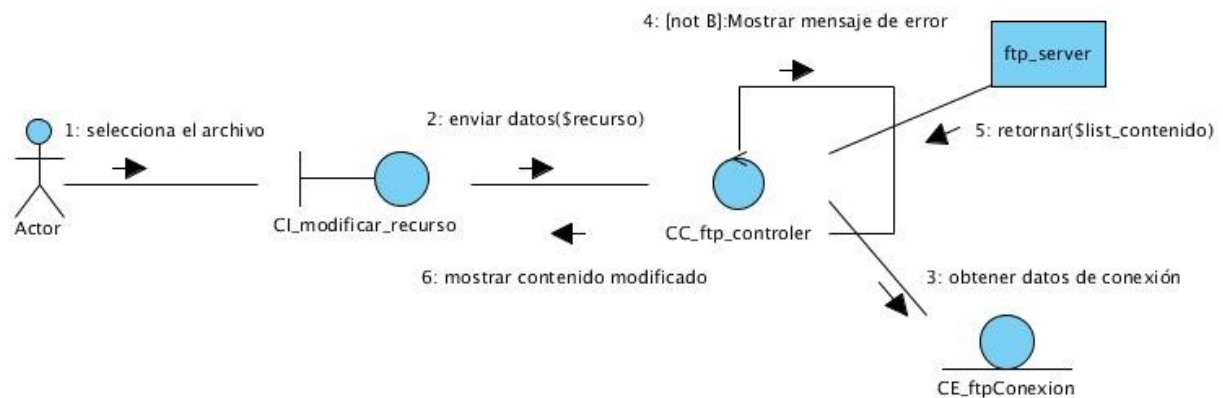 4: [not B]:Mostrar mensaje de error
ftp_server
1: selecciona el archivo
2: enviar datos($recurso)
5: retornar($list_contenido)
Actor
CI_modificar_recurso
CC_ftp_controler
6: mostrar contenido modificado
3: obtener datos de conexión
CE_ftpConexion